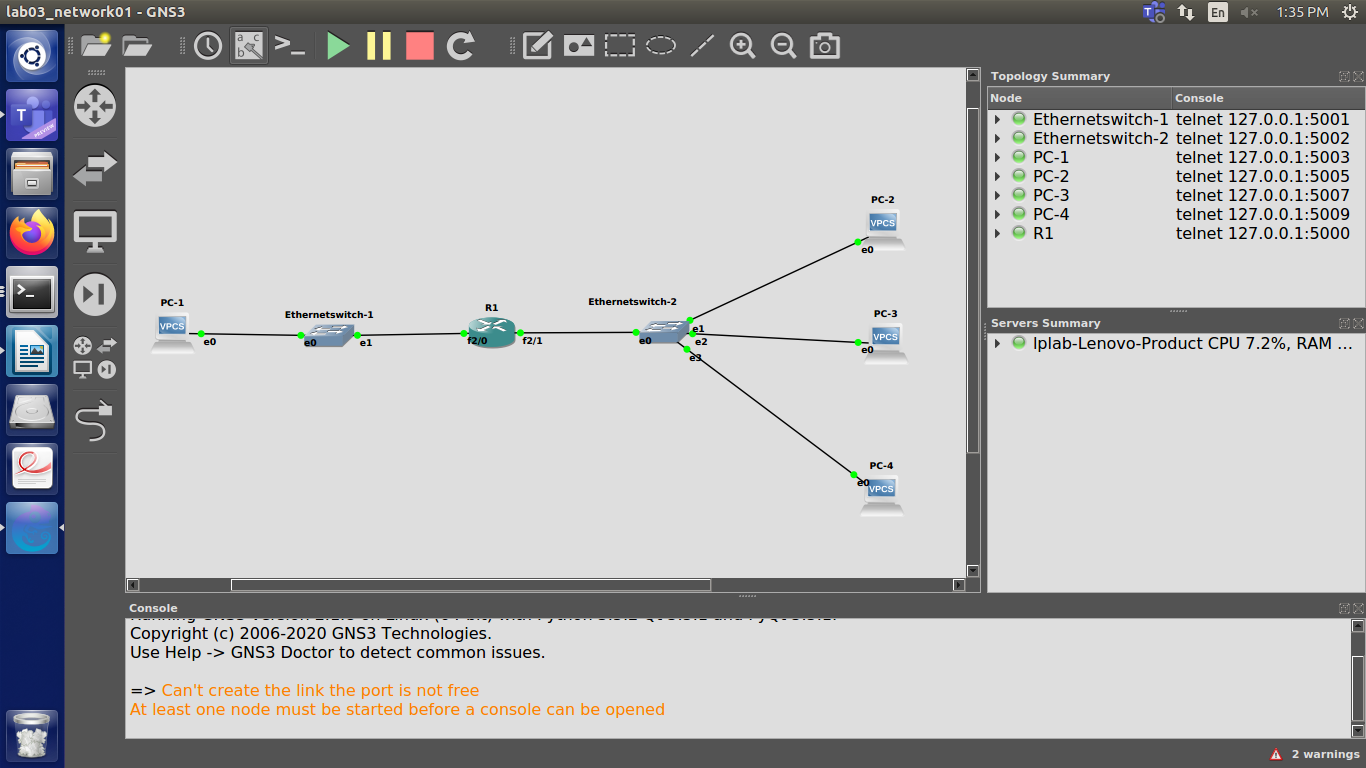 lab03_network01 - GNS3
En
1:35 PM
T
PREVIEW
a c
b
Topology Summary
Node Console
Ethernetswitch-1 telnet 127.0.0.1:5001
Ethernetswitch-2 telnet 127.0.0.1:5002
PC-1 telnet 127.0.0.1:5003
PC-2 telnet 127.0.0.1:5005
PC-3 telnet 127.0.0.1:5007
PC-4 telnet 127.0.0.1:5009
R1 telnet 127.0.0.1:5000
Servers Summary
lplab-Lenovo-Product CPU 7.2%, RAM ...
PC-1
VPCS
e0
Ethernetswitch-1
e0
e1
R1
f2/0
f2/1
Ethernetswitch-2
e0
e1
e2
e3
PC-2
VPCS
e0
PC-3
VPCS
e0
PC-4
e0
VPCS
Console
Copyright (c) 2006-2020 GNS3 Technologies.
Use Help -> GNS3 Doctor to detect common issues.
=> Can't create the link the port is not free
At least one node must be started before a console can be opened
2 warnings